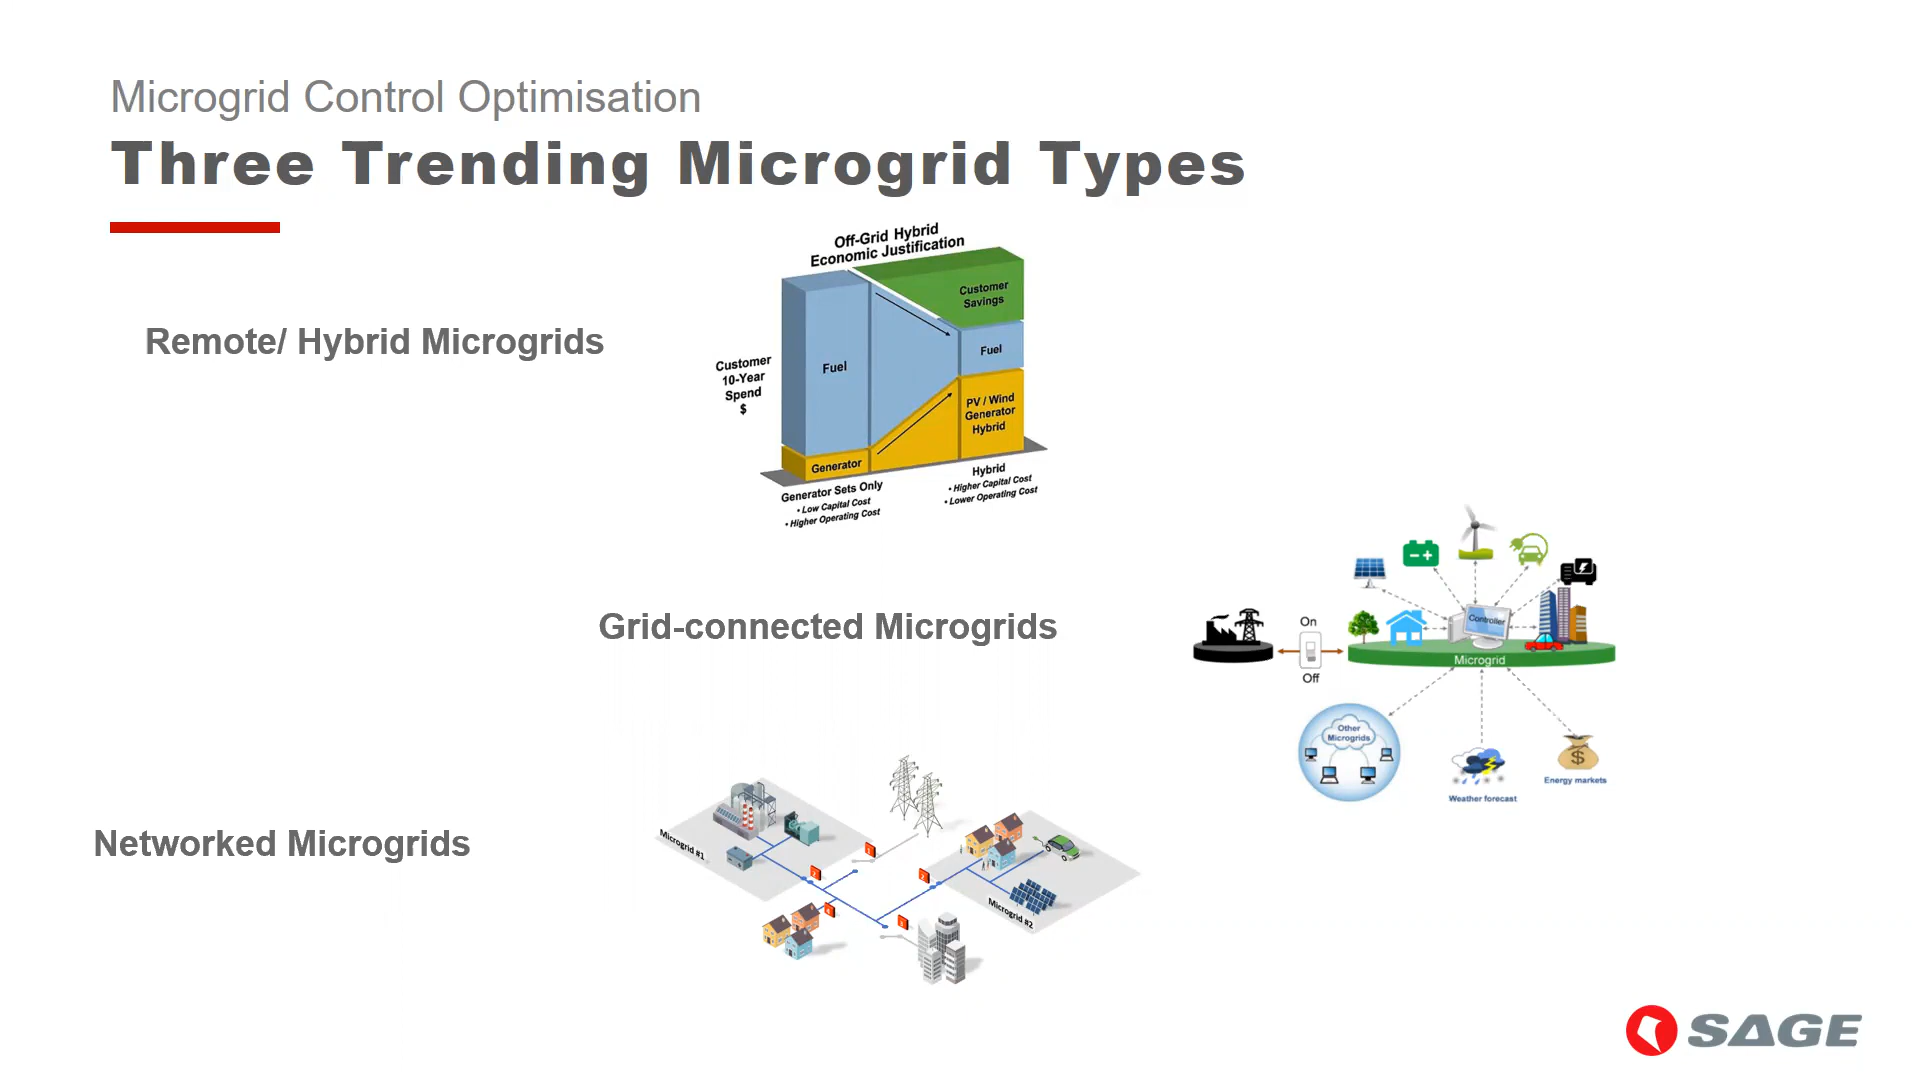 Microgrid Control Optimisation
Three Trending Microgrid Types
Off-Grid Hybrid
Economic Justification
Remote/ Hybrid Microgrids
Customer
10-Year
Spend
$
Fuel
Generator
Customer
Savings
Fuel
PV / Wind
Generator
Hybrid
Generator Sets Only
• Low Capital Cost
• Higher Operating Cost
Hybrid
• Higher Capital Cost
• Lower Operating Cost
Grid-connected Microgrids
On
Off
Controller
Microgrid
Other
Microgrids
$
Energy markets
Weather forecast
Networked Microgrids
Microgrid #1
Microgrid #2
SAGE